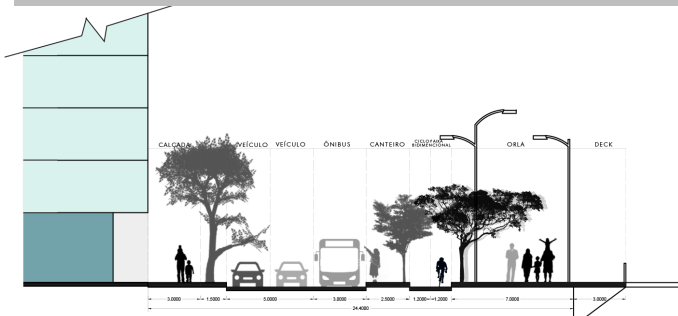 CALÇADA VEÍCULO VEÍCULO ÔNIBUS CANTEIRO CICLOFAIXA BIDIMENCIONAL ORLA DECK
3.0000 1.5000 5.0000 3.0000 2.5000 1.2000 1.2000 7.0000 3.0000
24.4000